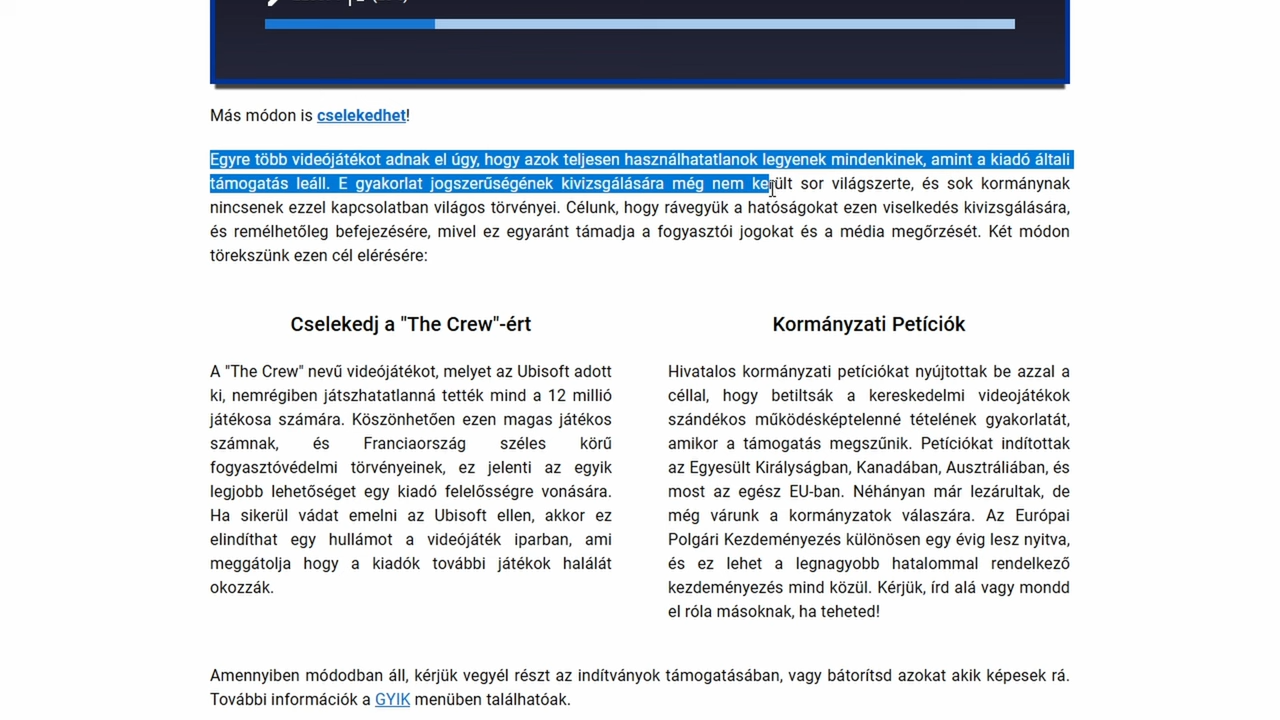 Más módon is cselekedhet!
Egyre több videójátékot adnak el úgy, hogy azok teljesen használhatatlanok legyenek mindenkinek, amint a kiadó általi
támogatás leáll. E gyakorlat jogszerűségének kivizsgálására még nem került sor világszerte, és sok kormánynak
nincsenek ezzel kapcsolatban világos törvényei. Célunk, hogy rávegyük a hatóságokat ezen viselkedés kivizsgálására,
és remélhetőleg befejezésére, mivel ez egyaránt támadja a fogyasztói jogokat és a média megőrzését. Két módon
törekszünk ezen cél elérésére:
Cselekedj a "The Crew"-ért
A "The Crew" nevű videójátékot, melyet az Ubisoft adott
ki, nemrégiben játszhatatlanná tették mind a 12 millió
játékosa számára. Köszönhetően ezen magas játékos
számnak, és Franciaország széles körű
fogyasztóvédelmi törvényeinek, ez jelenti az egyik
legjobb lehetőséget egy kiadó felelősségre vonására.
Ha sikerül vádat emelni az Ubisoft ellen, akkor ez
elindíthat egy hullámot a videójáték iparban, ami
meggátolja hogy a kiadók további játékok halálát
okozzák.
Kormányzati Petíciók
Hivatalos kormányzati petíciókat nyújtottak be azzal a
céllal, hogy betiltsák a kereskedelmi videojátékok
szándékos működésképtelenné tételének gyakorlatát,
amikor a támogatás megszűnik. Petíciókat indítottak
az Egyesült Királyságban, Kanadában, Ausztráliában, és
most az egész EU-ban. Néhányan már lezárultak, de
még várunk a kormányzatok válaszára. Az Európai
Polgári Kezdeményezés különösen egy évig lesz nyitva,
és ez lehet a legnagyobb hatalommal rendelkező
kezdeményezés mind közül. Kérjük, írd alá vagy mondd
el róla másoknak, ha teheted!
Amennyiben módodban áll, kérjük vegyél részt az indítványok támogatásában, vagy bátorítsd azokat akik képesek rá.
További információk a GYIK menüben találhatóak.